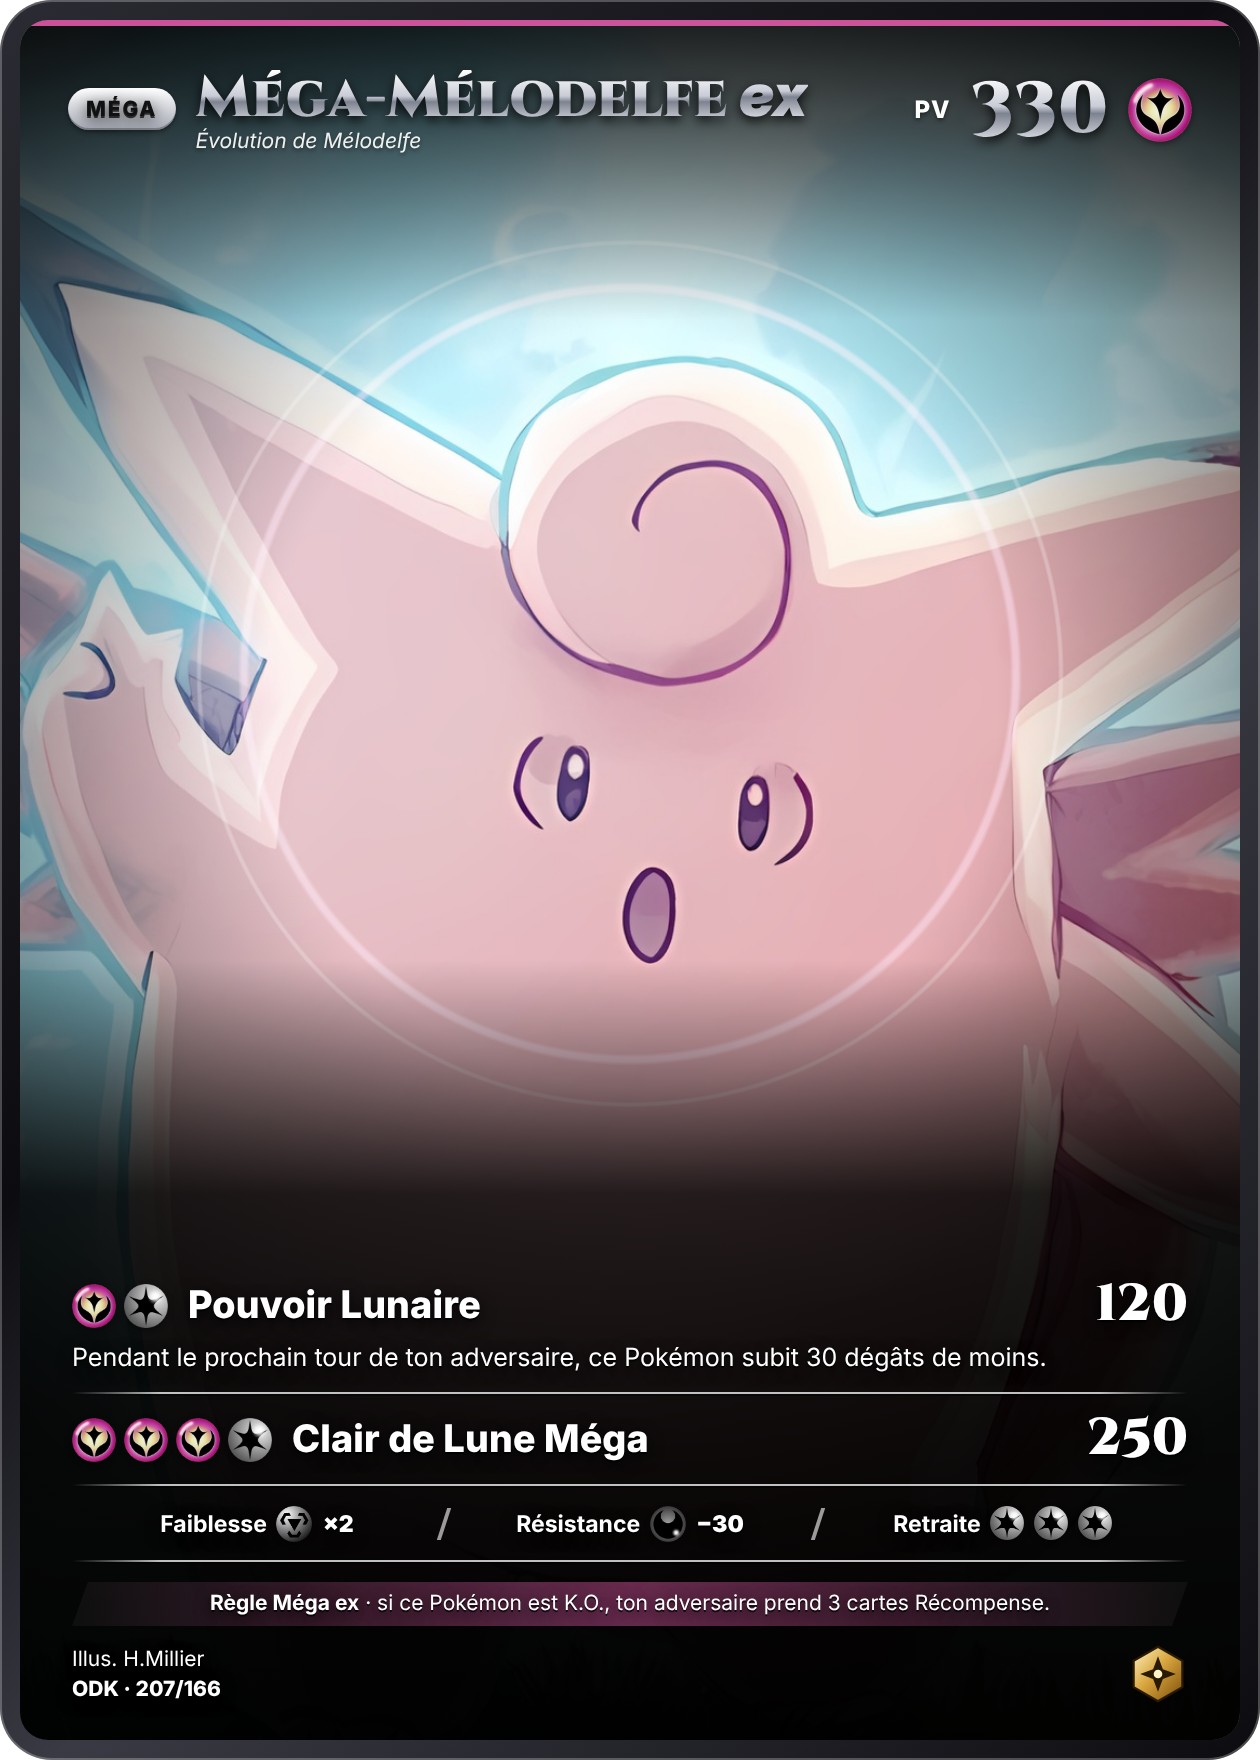 MÉGA
MÉGA-MÉLODELFE ex
PV 330
Évolution de Mélodelfe
Pouvoir Lunaire 120
Pendant le prochain tour de ton adversaire, ce Pokémon subit 30 dégâts de moins.
Clair de Lune Méga 250
Faiblesse ×2 / Résistance −30 / Retraite
Règle Méga ex · si ce Pokémon est K.O., ton adversaire prend 3 cartes Récompense.
Illus. H.Millier
ODK · 207/166